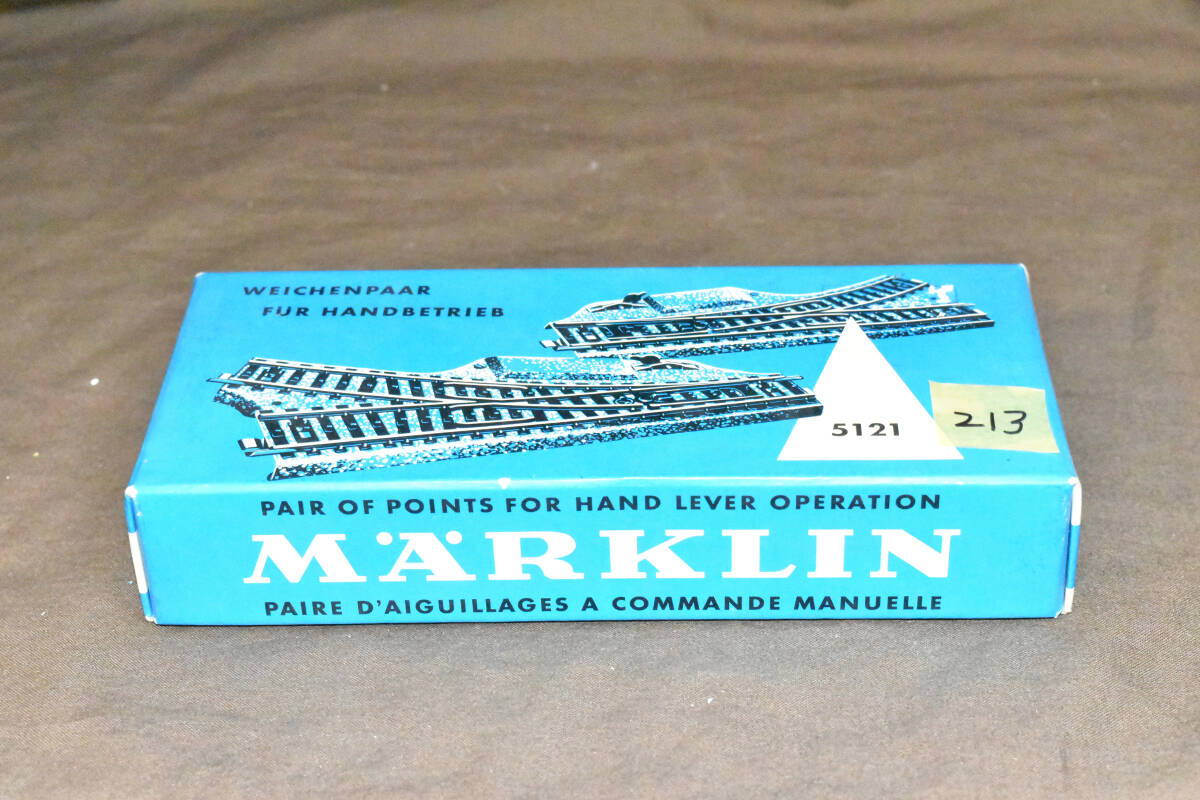 WEICHENPAAR
FÜR HANDBETRIEB
5121
213
PAIR OF POINTS FOR HAND LEVER OPERATION
MÄRKLIN
PAIRE D'AIGUILLAGES A COMMANDE MANUELLE